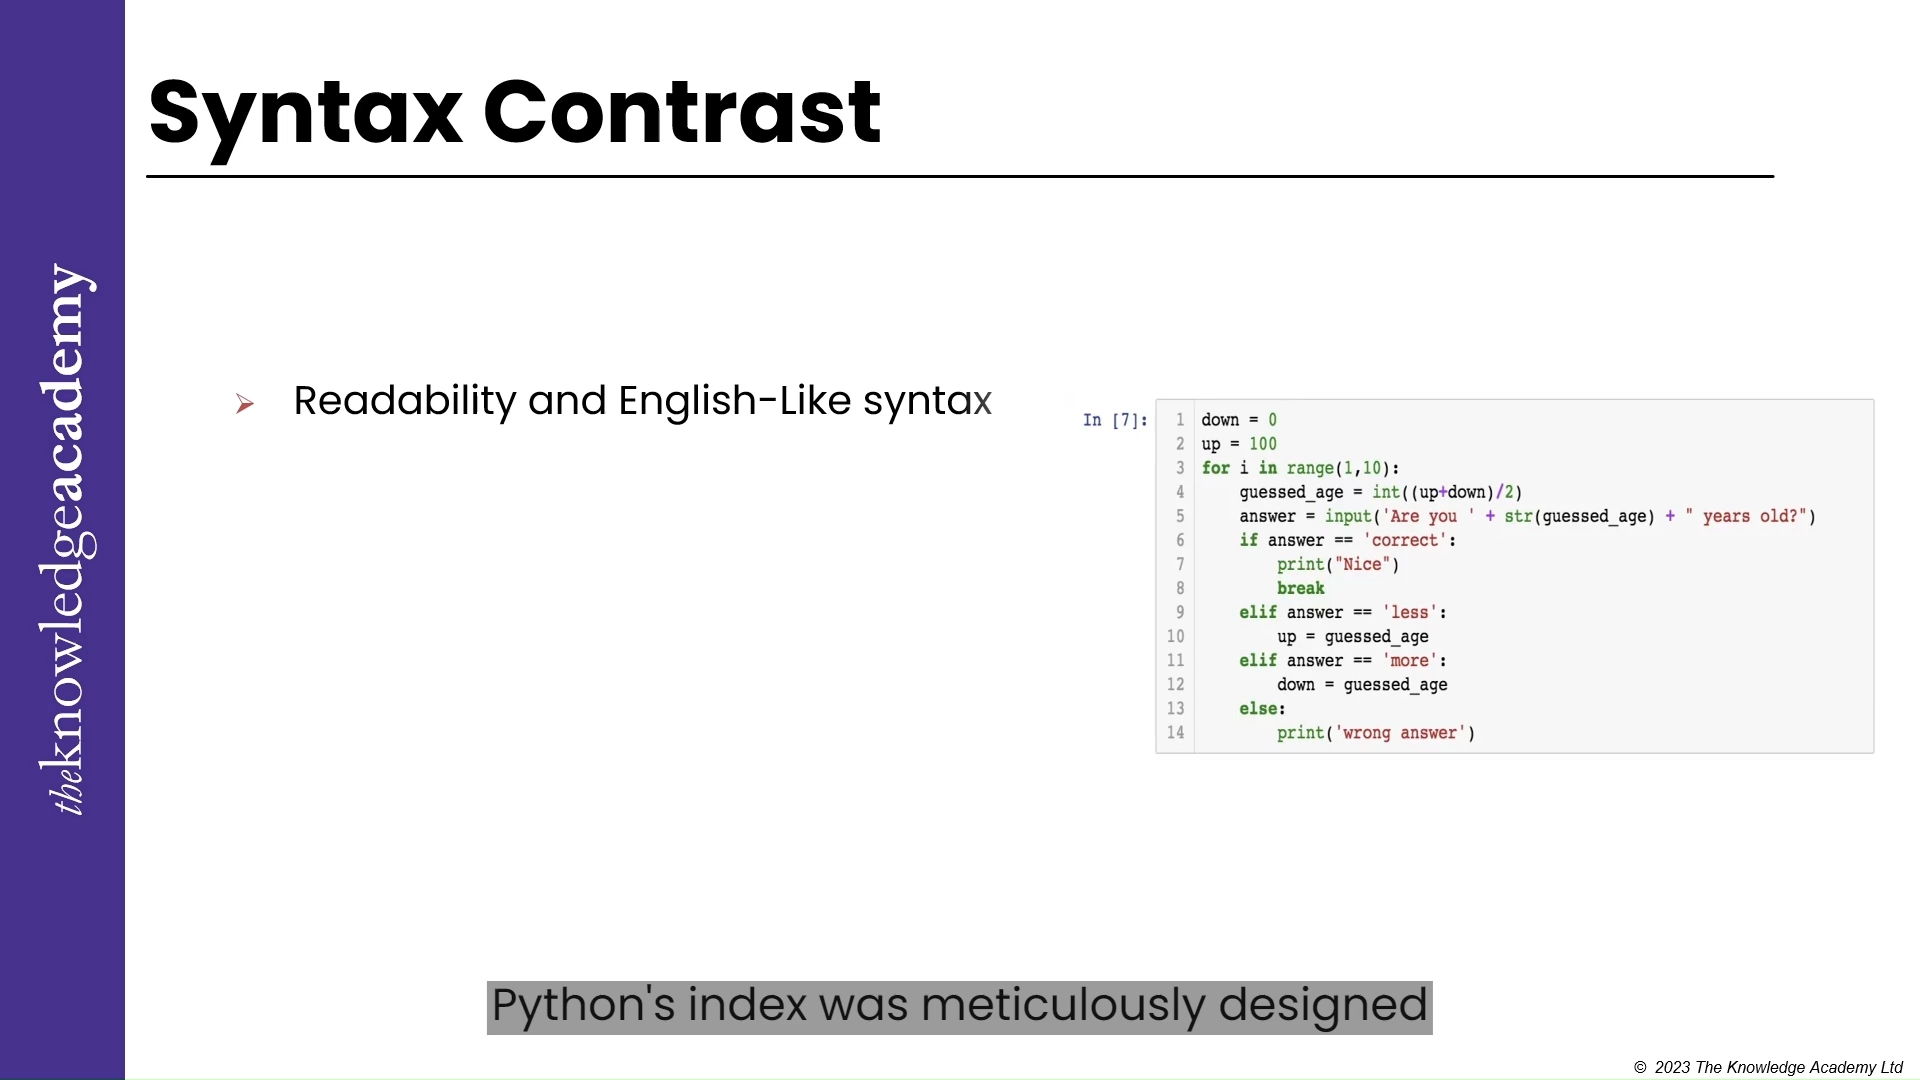 Syntax Contrast
theknowledgeacademy
➢ Readability and English-Like syntax
In [7]:
1 down = 0
2 up = 100
3 for i in range(1,10):
4     guessed_age = int((up+down)/2)
5     answer = input('Are you ' + str(guessed_age) + " years old?")
6     if answer == 'correct':
7         print("Nice")
8         break
9     elif answer == 'less':
10         up = guessed_age
11     elif answer == 'more':
12         down = guessed_age
13     else:
14         print('wrong answer')
Python's index was meticulously designed
© 2023 The Knowledge Academy Ltd